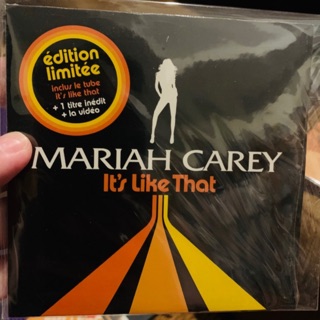 édition
limitée
inclus le tube
it's like that
+ 1 titre inédit
+ la vidéo
MARIAH CAREY
It's Like That